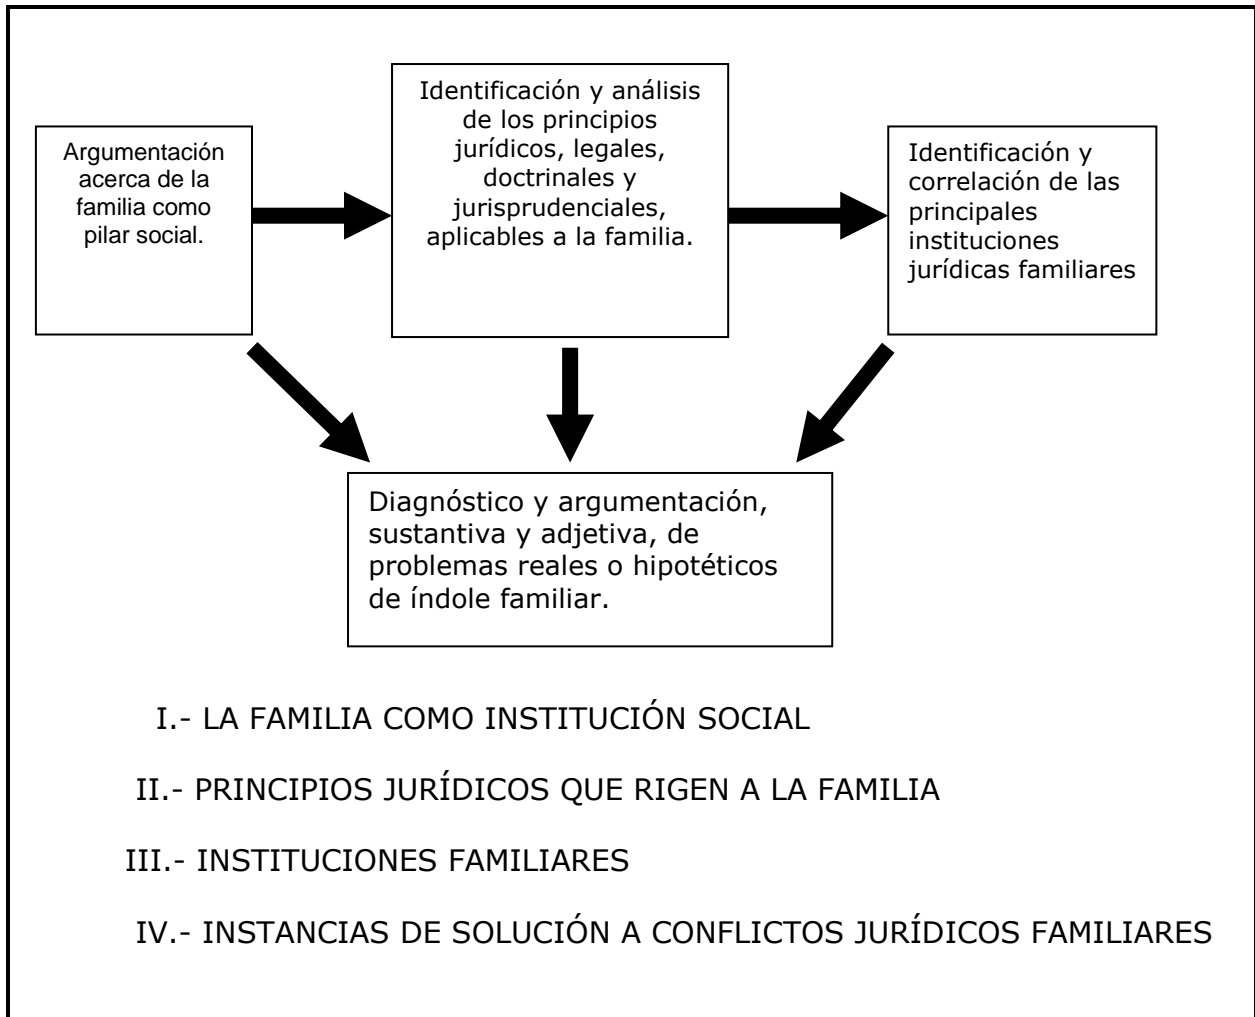 Argumentación
acerca de la
familia como
pilar social.
Identificación y análisis
de los principios
jurídicos, legales,
doctrinales y
jurisprudenciales,
aplicables a la familia.
Identificación y
correlación de las
principales
instituciones
jurídicas familiares
Diagnóstico y argumentación,
sustantiva y adjetiva, de
problemas reales o hipotéticos
de índole familiar.
I.- LA FAMILIA COMO INSTITUCIÓN SOCIAL
II.- PRINCIPIOS JURÍDICOS QUE RIGEN A LA FAMILIA
III.- INSTITUCIONES FAMILIARES
IV.- INSTANCIAS DE SOLUCIÓN A CONFLICTOS JURÍDICOS FAMILIARES